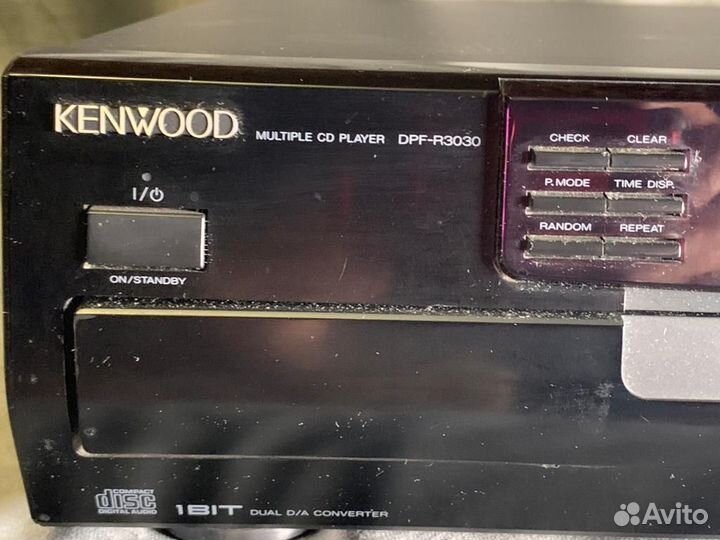 KENWOOD MULTIPLE CD PLAYER DPF-R3030
CHECK CLEAR
P.MODE TIME DISP.
RANDOM REPEAT
I/⏻
ON/STANDBY
COMPACT
disc
DIGITAL AUDIO
1BIT DUAL D/A CONVERTER
Avito